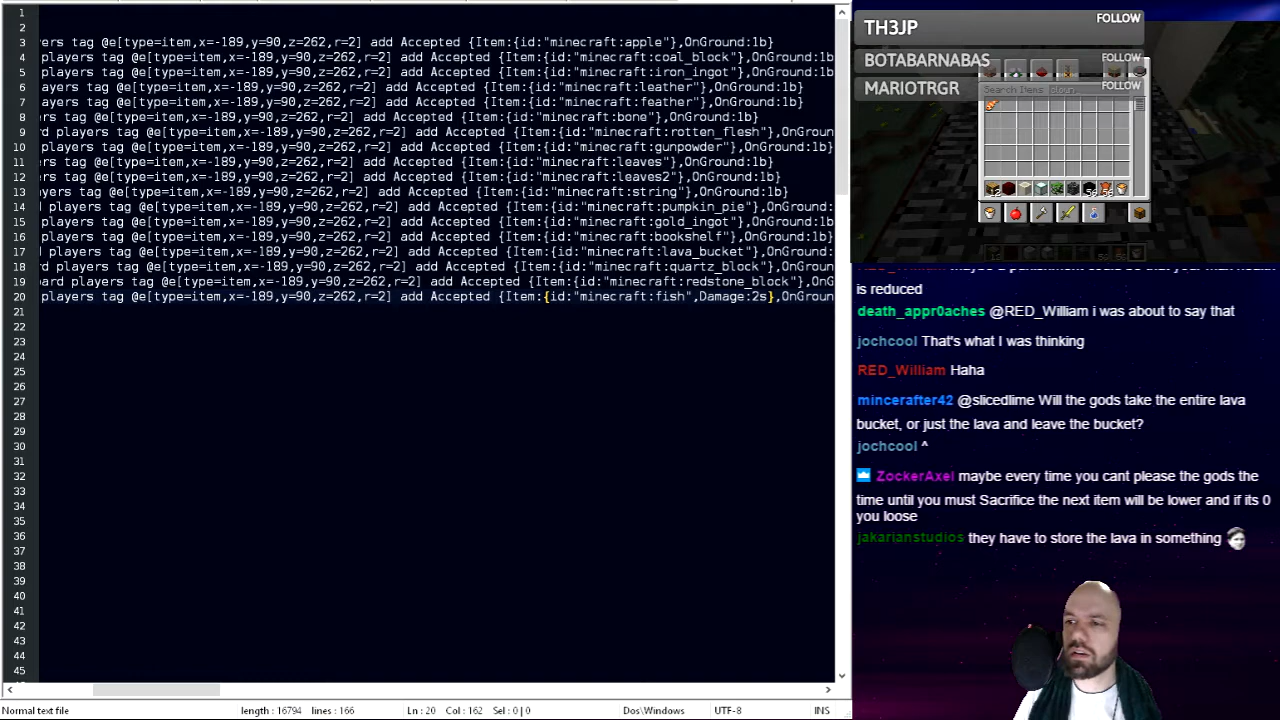 1
2
3 yers tag @e[type=item,x=-189,y=90,z=262,r=2] add Accepted {Item:{id:"minecraft:apple"},OnGround:1b}
4 players tag @e[type=item,x=-189,y=90,z=262,r=2] add Accepted {Item:{id:"minecraft:coal_block"},OnGround:1b
5 players tag @e[type=item,x=-189,y=90,z=262,r=2] add Accepted {Item:{id:"minecraft:iron_ingot"},OnGround:1b
6 layers tag @e[type=item,x=-189,y=90,z=262,r=2] add Accepted {Item:{id:"minecraft:leather"},OnGround:1b}
7 layers tag @e[type=item,x=-189,y=90,z=262,r=2] add Accepted {Item:{id:"minecraft:feather"},OnGround:1b}
8 yers tag @e[type=item,x=-189,y=90,z=262,r=2] add Accepted {Item:{id:"minecraft:bone"},OnGround:1b}
9 rd players tag @e[type=item,x=-189,y=90,z=262,r=2] add Accepted {Item:{id:"minecraft:rotten_flesh"},OnGroun
10 players tag @e[type=item,x=-189,y=90,z=262,r=2] add Accepted {Item:{id:"minecraft:gunpowder"},OnGround:1b}
11 ers tag @e[type=item,x=-189,y=90,z=262,r=2] add Accepted {Item:{id:"minecraft:leaves"},OnGround:1b}
12 ers tag @e[type=item,x=-189,y=90,z=262,r=2] add Accepted {Item:{id:"minecraft:leaves2"},OnGround:1b}
13 yers tag @e[type=item,x=-189,y=90,z=262,r=2] add Accepted {Item:{id:"minecraft:string"},OnGround:1b}
14 players tag @e[type=item,x=-189,y=90,z=262,r=2] add Accepted {Item:{id:"minecraft:pumpkin_pie"},OnGround:
15 players tag @e[type=item,x=-189,y=90,z=262,r=2] add Accepted {Item:{id:"minecraft:gold_ingot"},OnGround:1b
16 players tag @e[type=item,x=-189,y=90,z=262,r=2] add Accepted {Item:{id:"minecraft:bookshelf"},OnGround:1b}
17 players tag @e[type=item,x=-189,y=90,z=262,r=2] add Accepted {Item:{id:"minecraft:lava_bucket"},OnGround:
18 rd players tag @e[type=item,x=-189,y=90,z=262,r=2] add Accepted {Item:{id:"minecraft:quartz_block"},OnGroun
19 oard players tag @e[type=item,x=-189,y=90,z=262,r=2] add Accepted {Item:{id:"minecraft:redstone_block"},OnG
20 players tag @e[type=item,x=-189,y=90,z=262,r=2] add Accepted {Item:{id:"minecraft:fish",Damage:2s},OnGroun
21
22
23
24
25
26
27
28
29
30
31
32
33
34
35
36
37
38
39
40
41
42
43
44
45
Normal text file length : 16794 lines : 166 Ln : 20 Col : 162 Sel : 0 | 0 Dos\Windows UTF-8 INS
TH3JP FOLLOW
BOTABARNABAS FOLLOW
MARIOTRGR FOLLOW
Search Items
is reduced
death_appr0aches @RED_William i was about to say that
jochcool That's what I was thinking
RED_William Haha
mincerafter42 @slicedlime Will the gods take the entire lava
bucket, or just the lava and leave the bucket?
jochcool ^
ZockerAxel maybe every time you cant please the gods the
time until you must Sacrifice the next item will be lower and if its 0
you loose
jakarianstudios they have to store the lava in something